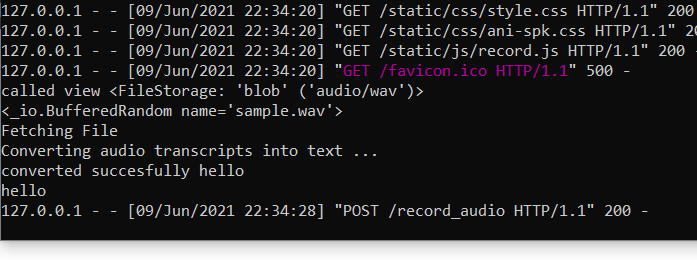 127.0.0.1 - - [09/Jun/2021 22:34:20] "GET /static/css/style.css HTTP/1.1" 200
127.0.0.1 - - [09/Jun/2021 22:34:20] "GET /static/css/ani-spk.css HTTP/1.1" 20
127.0.0.1 - - [09/Jun/2021 22:34:20] "GET /static/js/record.js HTTP/1.1" 200 -
127.0.0.1 - - [09/Jun/2021 22:34:20] "GET /favicon.ico HTTP/1.1" 500 -
called view <FileStorage: 'blob' ('audio/wav')>
<_io.BufferedRandom name='sample.wav'>
Fetching File
Converting audio transcripts into text ...
converted succesfully hello
hello
127.0.0.1 - - [09/Jun/2021 22:34:28] "POST /record_audio HTTP/1.1" 200 -